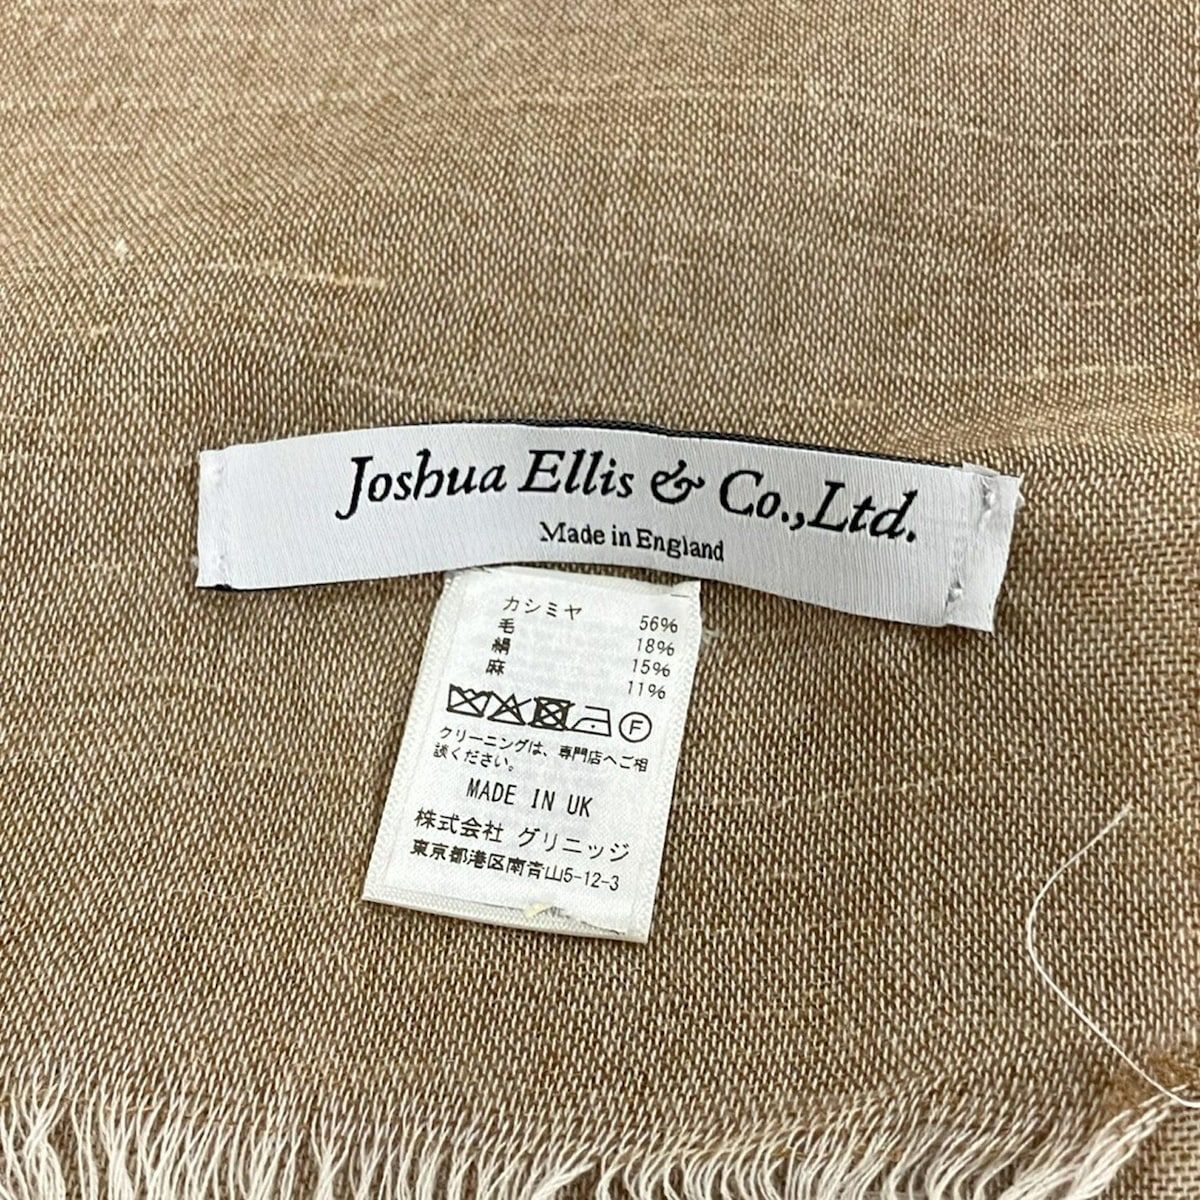 Joshua Ellis & Co.,Ltd.
Made in England
カシミヤ 56%
毛 18%
絹 15%
麻 11%
F
クリーニングは、専門店へご相
談ください。
MADE IN UK
株式会社 グリニッジ
東京都港区南青山5-12-3